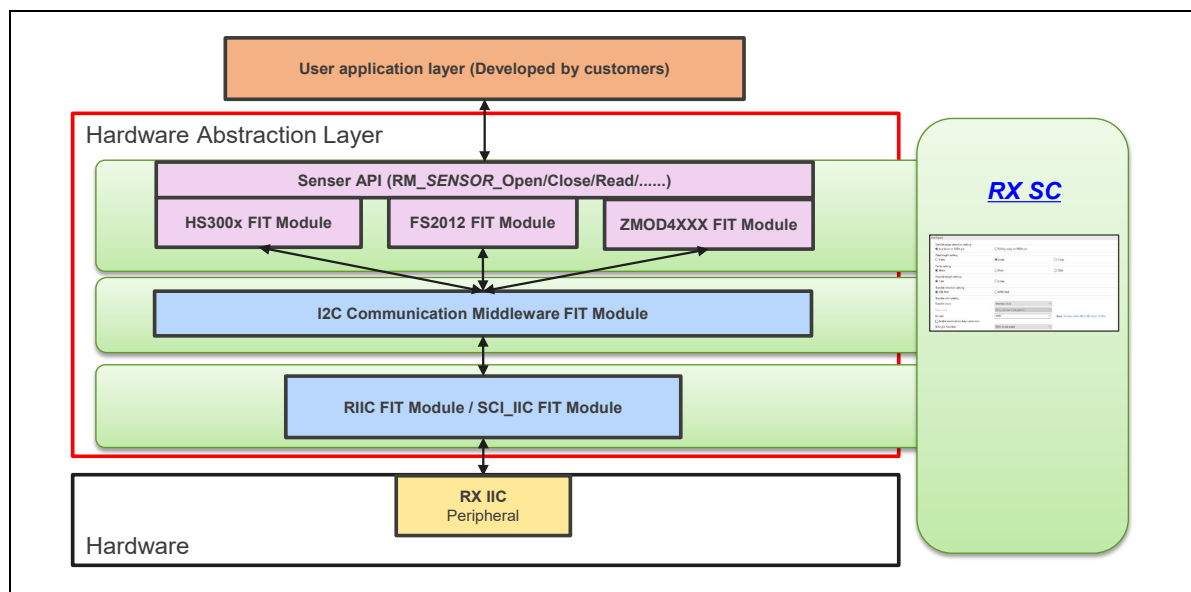 User application layer (Developed by customers)
Hardware Abstraction Layer
Senser API (RM_SENSOR_Open/Close/Read/......)
HS300x FIT Module
FS2012 FIT Module
ZMOD4XXX FIT Module
RX SC
I2C Communication Middleware FIT Module
RIIC FIT Module / SCI_IIC FIT Module
RX IIC
Peripheral
Hardware